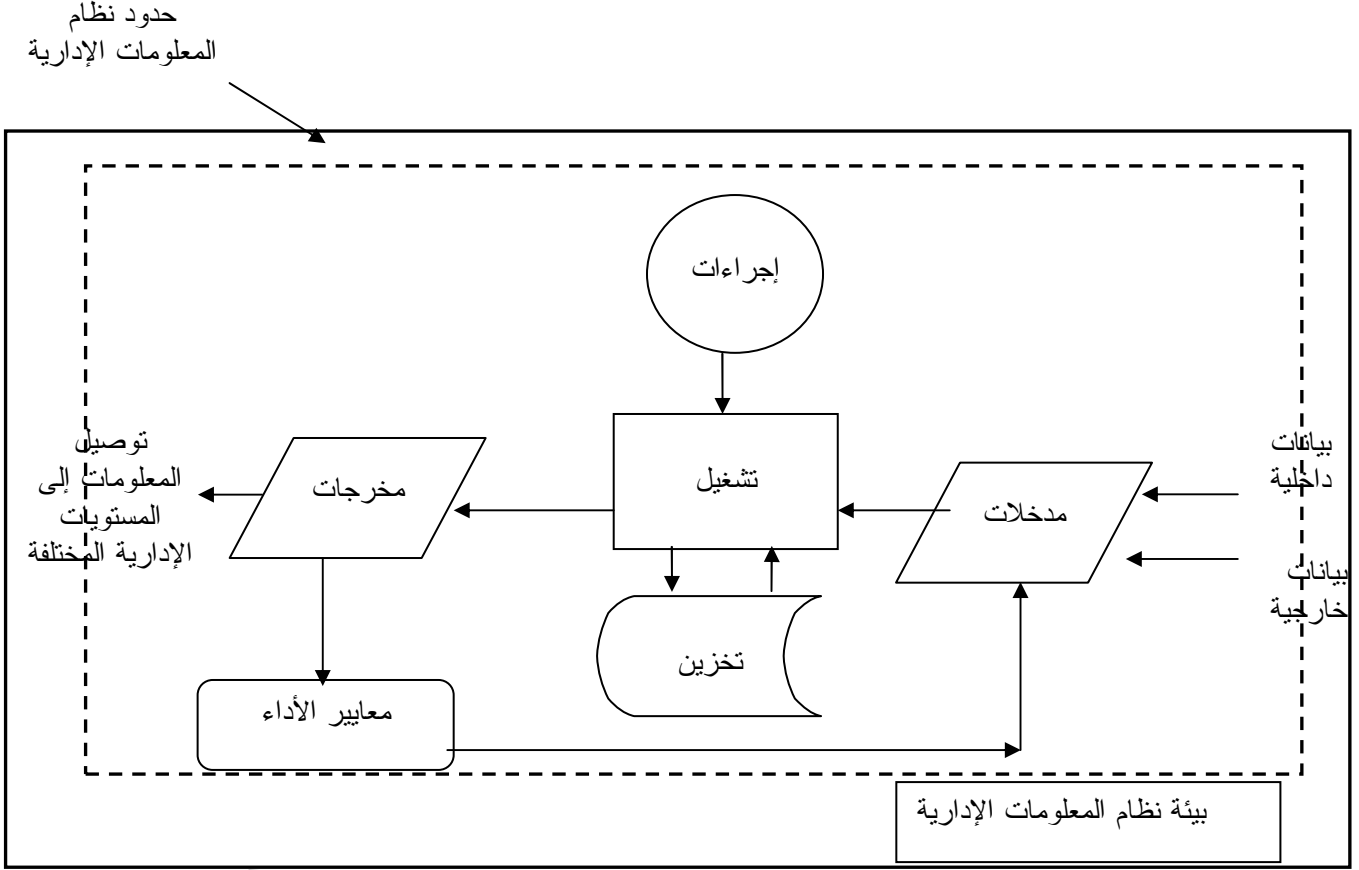 حدود نظام
المعلومات الإدارية
إجراءات
بيانات
داخلية
بيانات
خارجية
مدخلات
تشغيل
مخرجات
توصيل
المعلومات إلى
المستويات
الإدارية المختلفة
تخزين
معايير الأداء
بيئة نظام المعلومات الإدارية